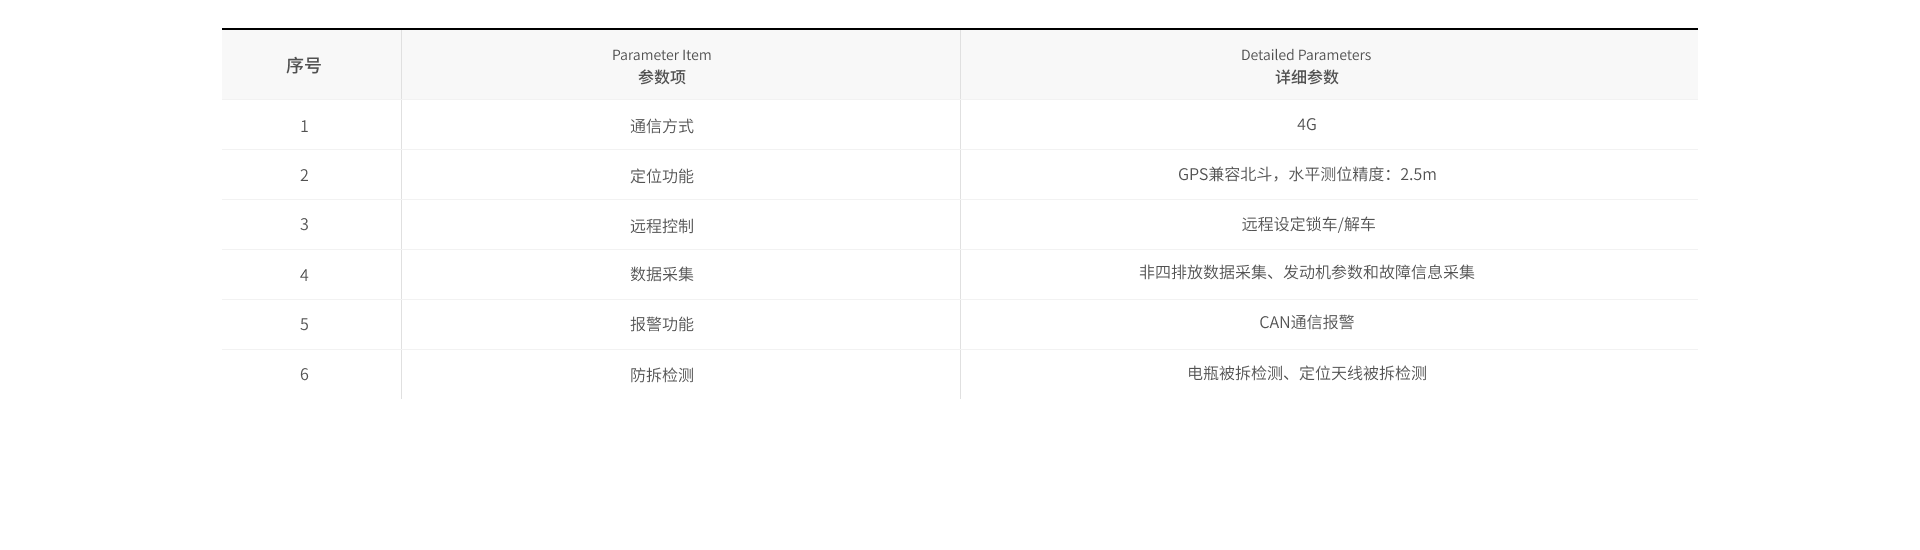 序号
Parameter Item
参数项
Detailed Parameters
详细参数
1 通信方式 4G
2 定位功能 GPS兼容北斗，水平测位精度：2.5m
3 远程控制 远程设定锁车/解车
4 数据采集 非四排放数据采集、发动机参数和故障信息采集
5 报警功能 CAN通信报警
6 防拆检测 电瓶被拆检测、定位天线被拆检测